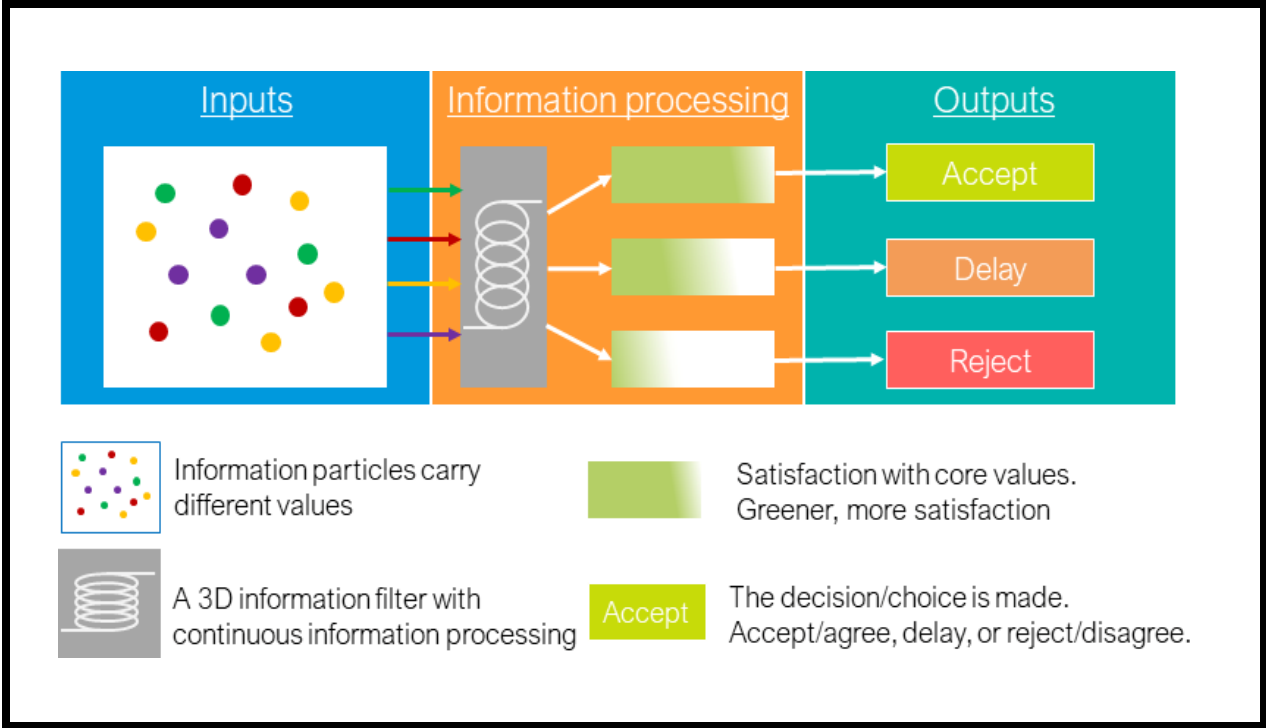 Inputs
Information processing
Outputs
Accept
Delay
Reject
Information particles carry
different values
Satisfaction with core values.
Greener, more satisfaction
A 3D information filter with
continuous information processing
Accept
The decision/choice is made.
Accept/agree, delay, or reject/disagree.